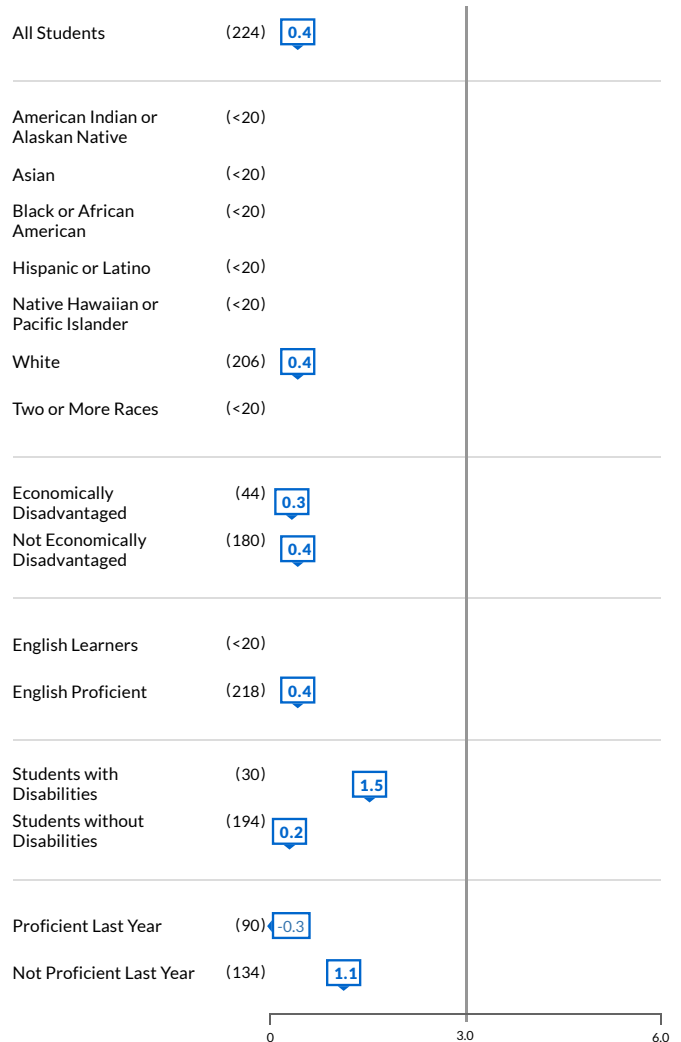 All Students (224) 0.4
American Indian or (<20)
Alaskan Native
Asian (<20)
Black or African (<20)
American
Hispanic or Latino (<20)
Native Hawaiian or (<20)
Pacific Islander
White (206) 0.4
Two or More Races (<20)
Economically (44) 0.3
Disadvantaged
Not Economically (180) 0.4
Disadvantaged
English Learners (<20)
English Proficient (218) 0.4
Students with (30) 1.5
Disabilities
Students without (194) 0.2
Disabilities
Proficient Last Year (90) -0.3
Not Proficient Last Year (134) 1.1
0 3.0 6.0